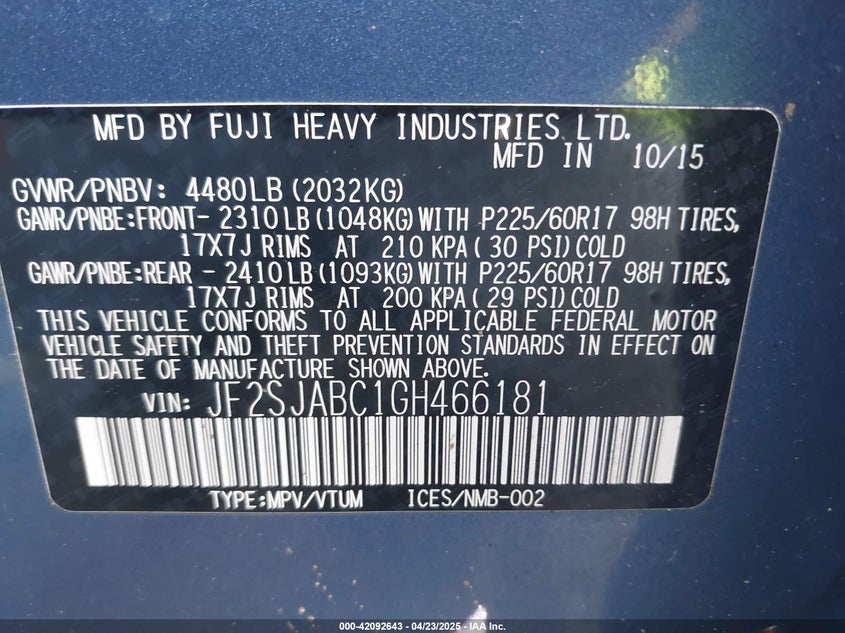 MFD BY FUJI HEAVY INDUSTRIES LTD.
MFD IN 10/15
GVWR/PNBV: 4480LB (2032KG)
GAWR/PNBE:FRONT- 2310LB (1048KG) WITH P225/60R17 98H TIRES,
17X7J RIMS AT 210 KPA ( 30 PSI) COLD
GAWR/PNBE:REAR - 2410LB (1093KG) WITH P225/60R17 98H TIRES,
17X7J RIMS AT 200 KPA (29 PSI) COLD
THIS VEHICLE CONFORMS TO ALL APPLICABLE FEDERAL MOTOR
VEHICLE SAFETY AND THEFT PREVENTION STANDARDS IN EFFECT ON
THE DATE OF MANUFACTURE SHOWN ABOVE.
VIN: JF2SJABC1GH466181
TYPE:MPV/VTUM ICES/NMB-002
000-42092643 - 04/23/2025 - IAA Inc.